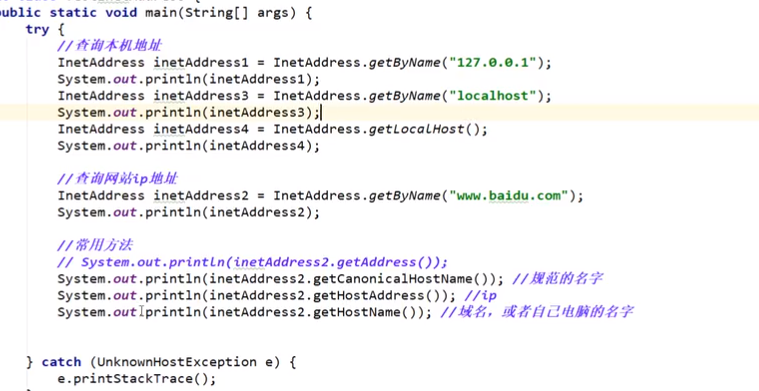 public static void main(String[] args) {
try {
//查询本机地址
InetAddress inetAddress1 = InetAddress.getByName("127.0.0.1");
System.out.println(inetAddress1);
InetAddress inetAddress3 = InetAddress.getByName("localhost");
System.out.println(inetAddress3);
InetAddress inetAddress4 = InetAddress.getLocalHost();
System.out.println(inetAddress4);
//查询网站ip地址
InetAddress inetAddress2 = InetAddress.getByName("www.baidu.com");
System.out.println(inetAddress2);
//常用方法
// System.out.println(inetAddress2.getAddress());
System.out.println(inetAddress2.getCanonicalHostName()); //规范的名字
System.out.println(inetAddress2.getHostAddress()); //ip
System.out.println(inetAddress2.getHostName()); //域名，或者自己电脑的名字
} catch (UnknownHostException e) {
e.printStackTrace();